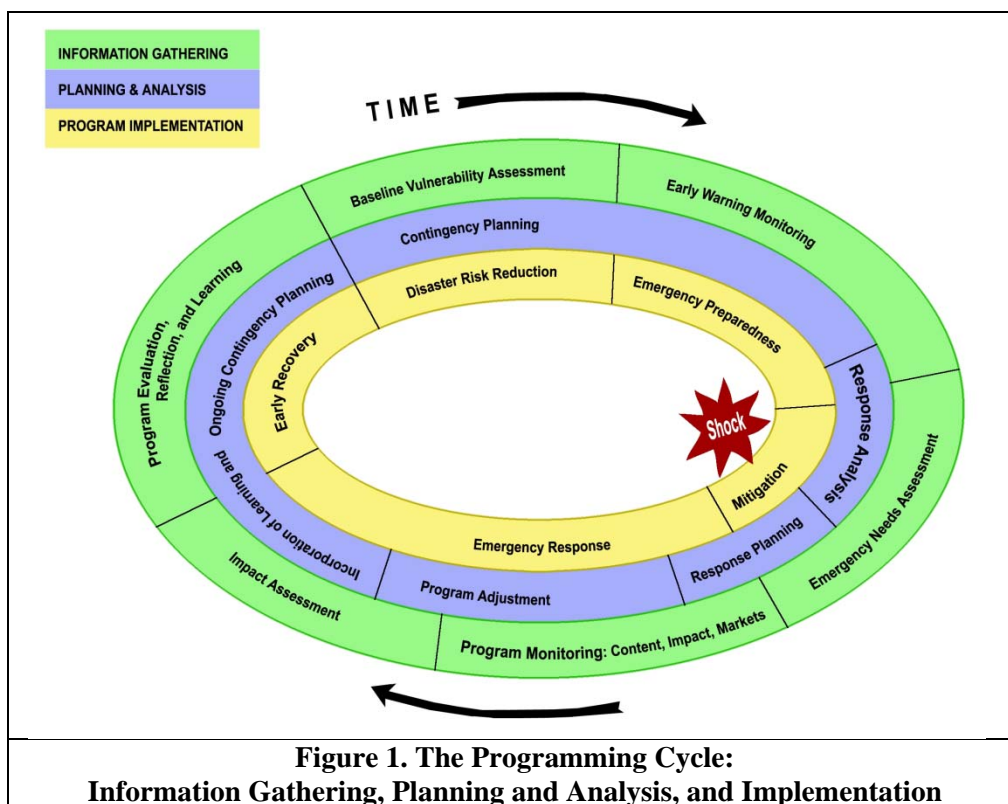 INFORMATION GATHERING
PLANNING & ANALYSIS
PROGRAM IMPLEMENTATION
TIME
Baseline Vulnerability Assessment
Early Warning Monitoring
Contingency Planning
Disaster Risk Reduction
Emergency Preparedness
Program Evaluation,
Reflection, and Learning
Ongoing Contingency Planning
Incorporation of Learning and
Early Recovery
Shock
Response Analysis
Mitigation
Emergency Needs Assessment
Response Planning
Emergency Response
Program Adjustment
Impact Assessment
Program Monitoring: Content, Impact, Markets
Figure 1. The Programming Cycle:
Information Gathering, Planning and Analysis, and Implementation